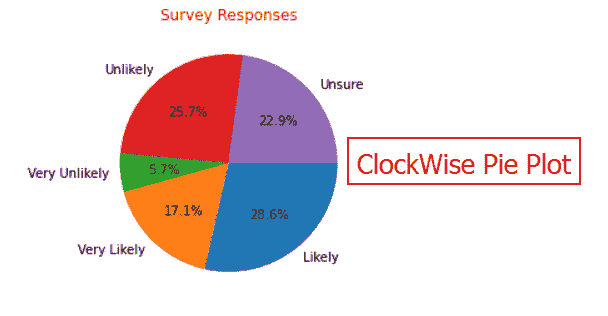 Survey Responses
Unlikely
Unsure
25.7%
22.9%
ClockWise Pie Plot
Very Unlikely
5.7%
17.1%
28.6%
Very Likely
Likely